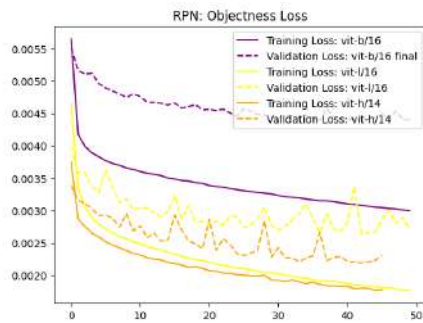 RPN: Objectness Loss
Training Loss: vit-b/16
Validation Loss: vit-b/16 final
Training Loss: vit-l/16
Validation Loss: vit-l/16
Training Loss: vit-h/14
Validation Loss: vit-h/14
0.0055
0.0050
0.0045
0.0040
0.0035
0.0030
0.0025
0.0020
0 10 20 30 40 50